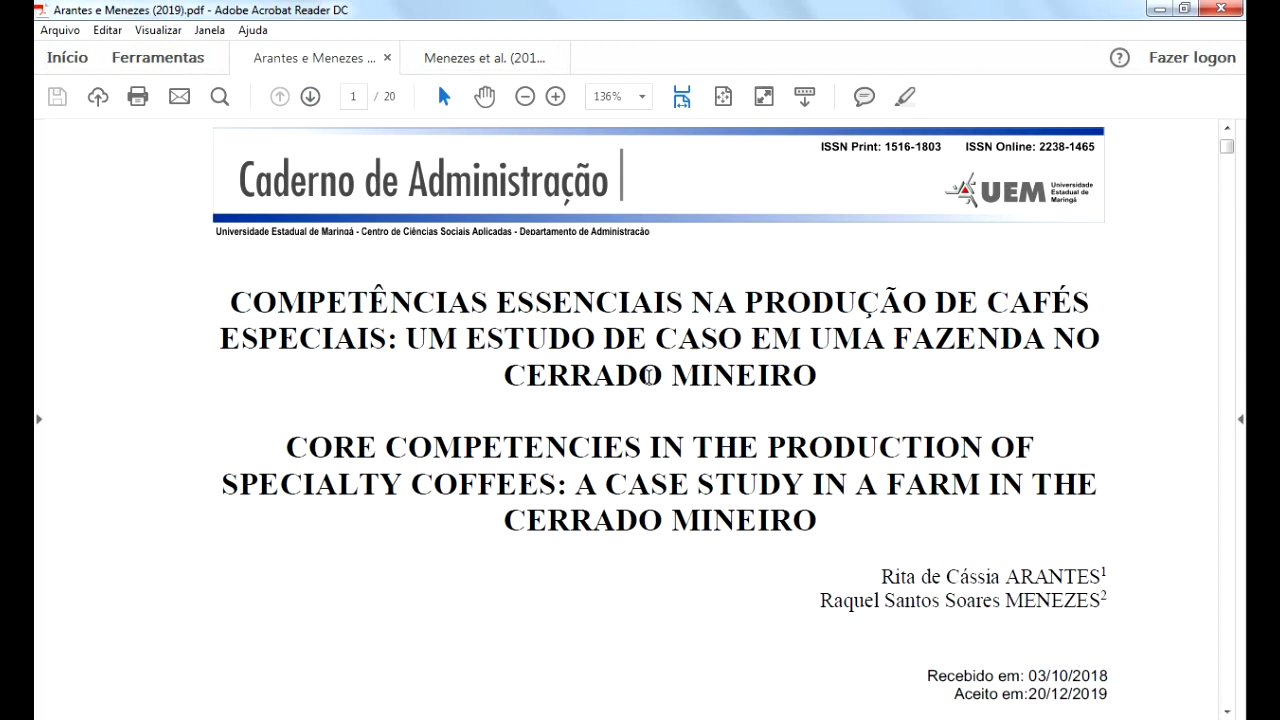 Arantes e Menezes (2019).pdf - Adobe Acrobat Reader DC
Arquivo Editar Visualizar Janela Ajuda
Início Ferramentas Arantes e Menezes ... × Menezes et al. (201... Fazer logon
1 / 20 136%
ISSN Print: 1516-1803 ISSN Online: 2238-1465
Caderno de Administração
UEM Universidade
Estadual de
Maringá
Universidade Estadual de Maringá - Centro de Ciências Sociais Aplicadas - Departamento de Administração
COMPETÊNCIAS ESSENCIAIS NA PRODUÇÃO DE CAFÉS
ESPECIAIS: UM ESTUDO DE CASO EM UMA FAZENDA NO
CERRADO MINEIRO
CORE COMPETENCIES IN THE PRODUCTION OF
SPECIALTY COFFEES: A CASE STUDY IN A FARM IN THE
CERRADO MINEIRO
Rita de Cássia ARANTES¹
Raquel Santos Soares MENEZES²
Recebido em: 03/10/2018
Aceito em:20/12/2019